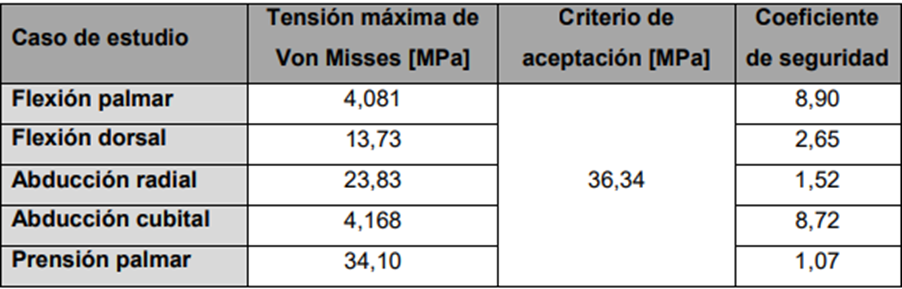 Caso de estudio
Tensión máxima de
Von Misses [MPa]
Criterio de
aceptación [MPa]
Coeficiente
de seguridad
Flexión palmar
4,081
8,90
Flexión dorsal
13,73
2,65
Abducción radial
23,83
36,34
1,52
Abducción cubital
4,168
8,72
Prensión palmar
34,10
1,07